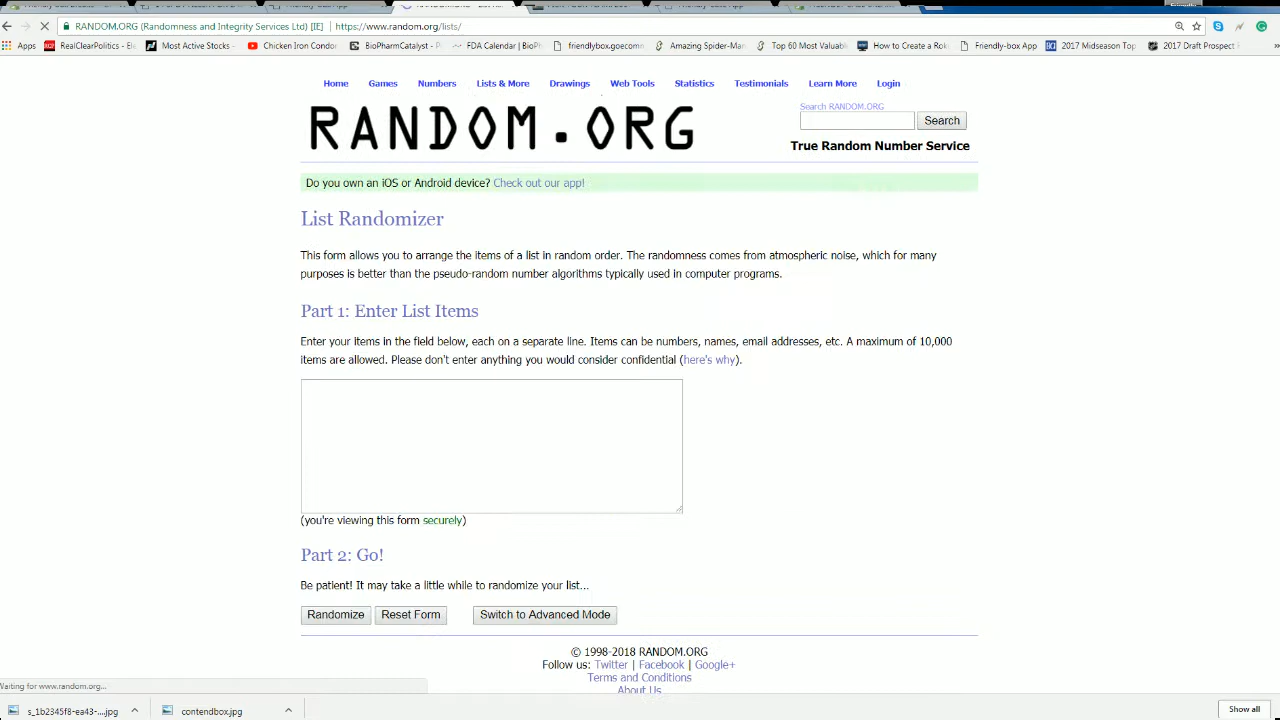 RANDOM.ORG (Randomness and Integrity Services Ltd) [IE] https://www.random.org/lists/
Apps RealClearPolitics - Ele Most Active Stocks - Chicken Iron Condor BioPharmCatalyst - FDA Calendar | BioPh friendlybox.goecomm Amazing Spider-Man Top 60 Most Valuable How to Create a Friendly-box App 2017 Midseason Top 2017 Draft Prospect »
Home Games Numbers Lists & More Drawings Web Tools Statistics Testimonials Learn More Login
RANDOM.ORG
Search RANDOM.ORG
Search
True Random Number Service
Do you own an iOS or Android device? Check out our app!
List Randomizer
This form allows you to arrange the items of a list in random order. The randomness comes from atmospheric noise, which for many
purposes is better than the pseudo-random number algorithms typically used in computer programs.
Part 1: Enter List Items
Enter your items in the field below, each on a separate line. Items can be numbers, names, email addresses, etc. A maximum of 10,000
items are allowed. Please don't enter anything you would consider confidential (here's why).
(you're viewing this form securely)
Part 2: Go!
Be patient! It may take a little while to randomize your list...
Randomize Reset Form Switch to Advanced Mode
© 1998-2018 RANDOM.ORG
Follow us: Twitter | Facebook | Google+
Terms and Conditions
About Us
Waiting for www.random.org...
s_1b2345f8-ea43-....jpg contendbox.jpg Show all